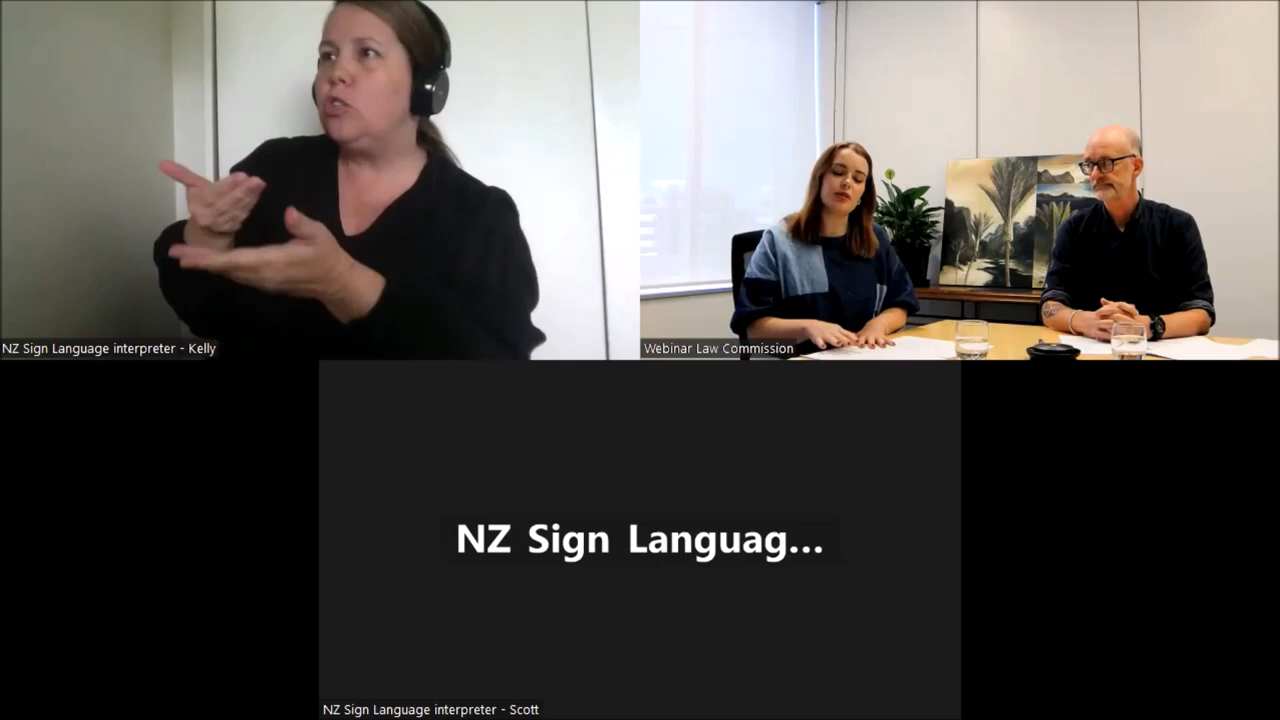 NZ Sign Language interpreter - Kelly
Webinar Law Commission
NZ Sign Languag...
NZ Sign Language interpreter - Scott